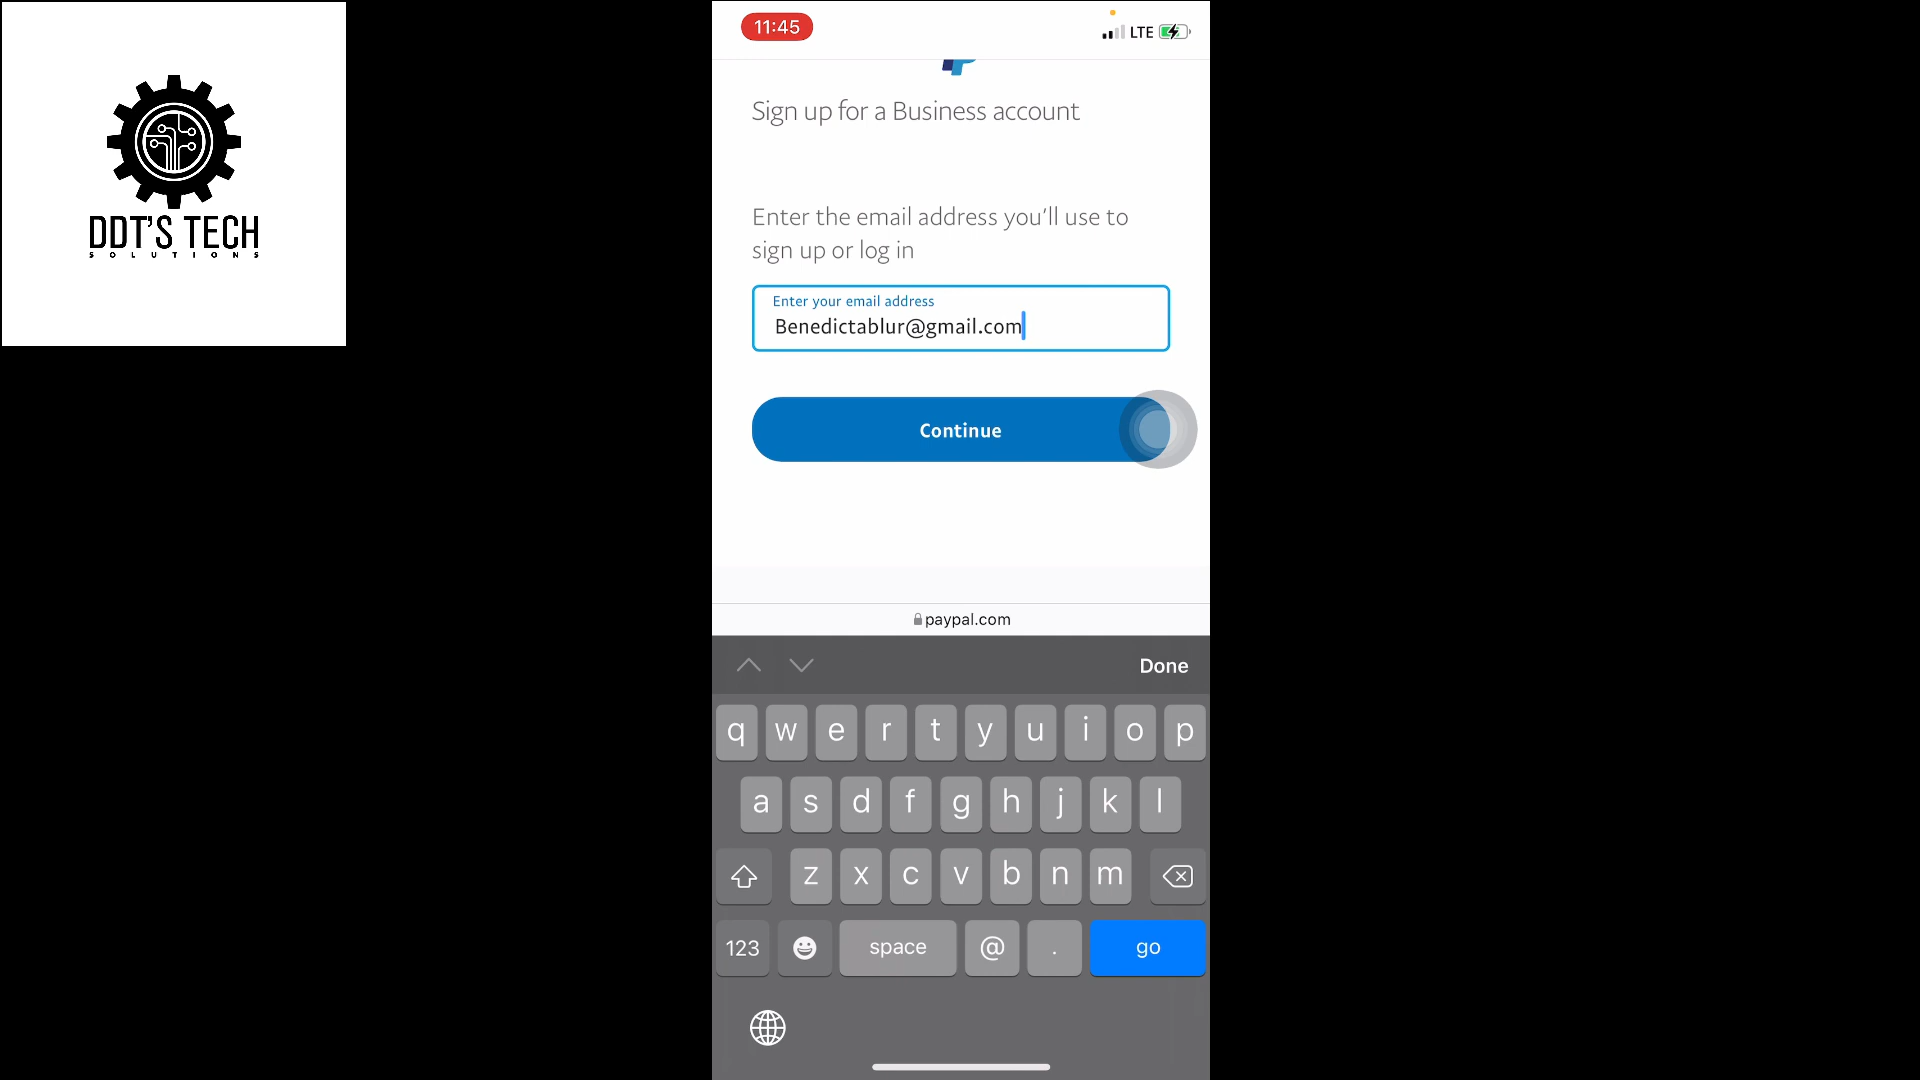 DDT'S TECH
SOLUTIONS
11:45
LTE
Sign up for a Business account
Enter the email address you'll use to
sign up or log in
Enter your email address
Benedictablur@gmail.com
Continue
paypal.com
Done
q w e r t y u i o p
a s d f g h j k l
z x c v b n m
123 space @ . go